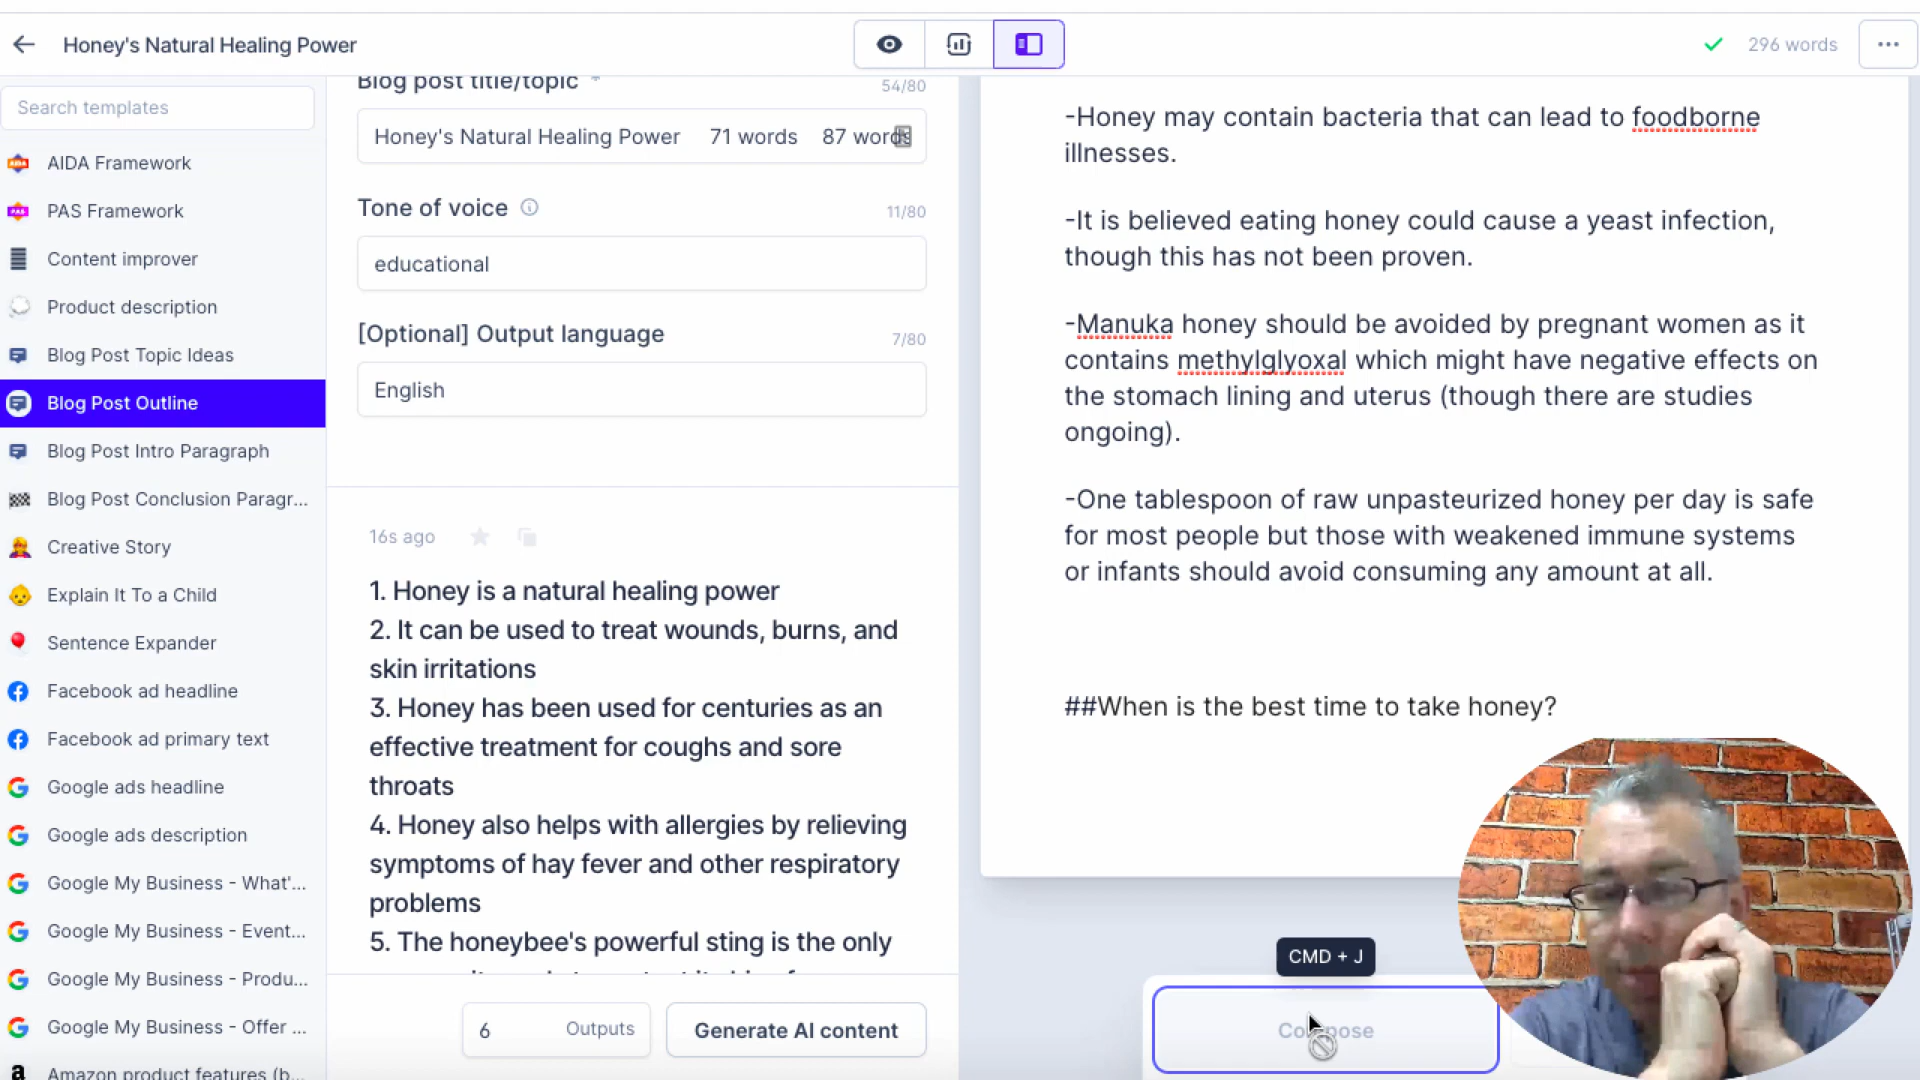 Honey's Natural Healing Power
296 words
Search templates
AIDA Framework
PAS Framework
Content improver
Product description
Blog Post Topic Ideas
Blog Post Outline
Blog Post Intro Paragraph
Blog Post Conclusion Paragr...
Creative Story
Explain It To a Child
Sentence Expander
Facebook ad headline
Facebook ad primary text
Google ads headline
Google ads description
Google My Business - What'...
Google My Business - Event...
Google My Business - Produ...
Google My Business - Offer ...
Amazon product features (b...
Blog post title/topic *
54/80
Honey's Natural Healing Power 71 words 87 words
Tone of voice
11/80
educational
[Optional] Output language
7/80
English
16s ago
1. Honey is a natural healing power
2. It can be used to treat wounds, burns, and
skin irritations
3. Honey has been used for centuries as an
effective treatment for coughs and sore
throats
4. Honey also helps with allergies by relieving
symptoms of hay fever and other respiratory
problems
5. The honeybee's powerful sting is the only
6 Outputs
Generate AI content
-Honey may contain bacteria that can lead to foodborne
illnesses.
-It is believed eating honey could cause a yeast infection,
though this has not been proven.
-Manuka honey should be avoided by pregnant women as it
contains methylglyoxal which might have negative effects on
the stomach lining and uterus (though there are studies
ongoing).
-One tablespoon of raw unpasteurized honey per day is safe
for most people but those with weakened immune systems
or infants should avoid consuming any amount at all.
##When is the best time to take honey?
CMD + J
Compose